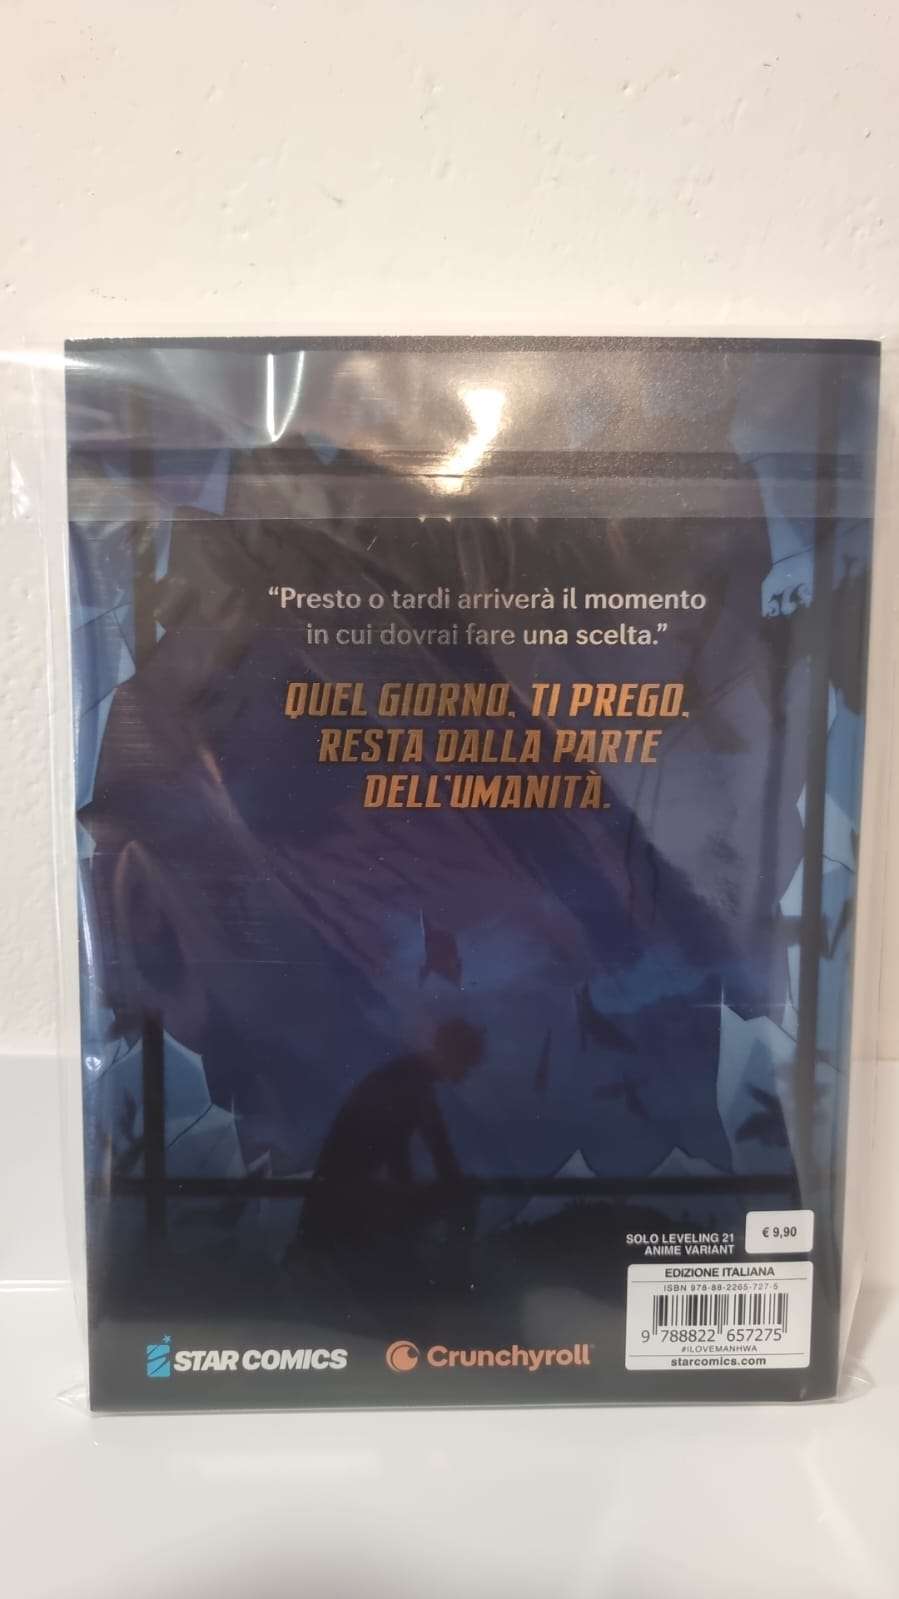 “Presto o tardi arriverà il momento
in cui dovrai fare una scelta.”
QUEL GIORNO, TI PREGO,
RESTA DALLA PARTE
DELL'UMANITÀ.
SOLO LEVELING 21
ANIME VARIANT
€ 9,90
EDIZIONE ITALIANA
ISBN 978-88-2265-727-5
9 788822 657275
#ILOVEMANHWA
starcomics.com
STAR COMICS
Crunchyroll